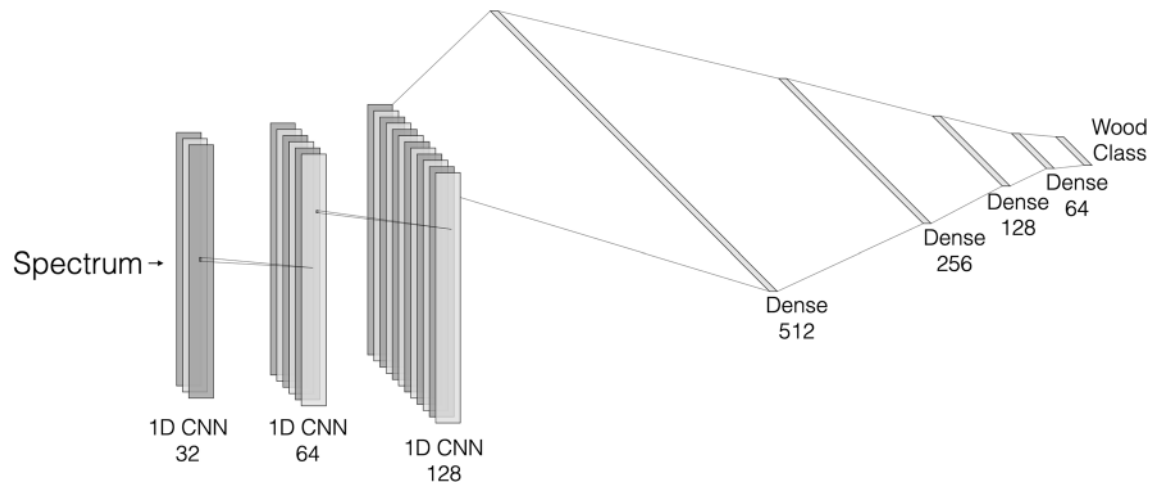 Spectrum
1D CNN
32
1D CNN
64
1D CNN
128
Dense
512
Dense
256
Dense
128
Dense
64
Wood
Class